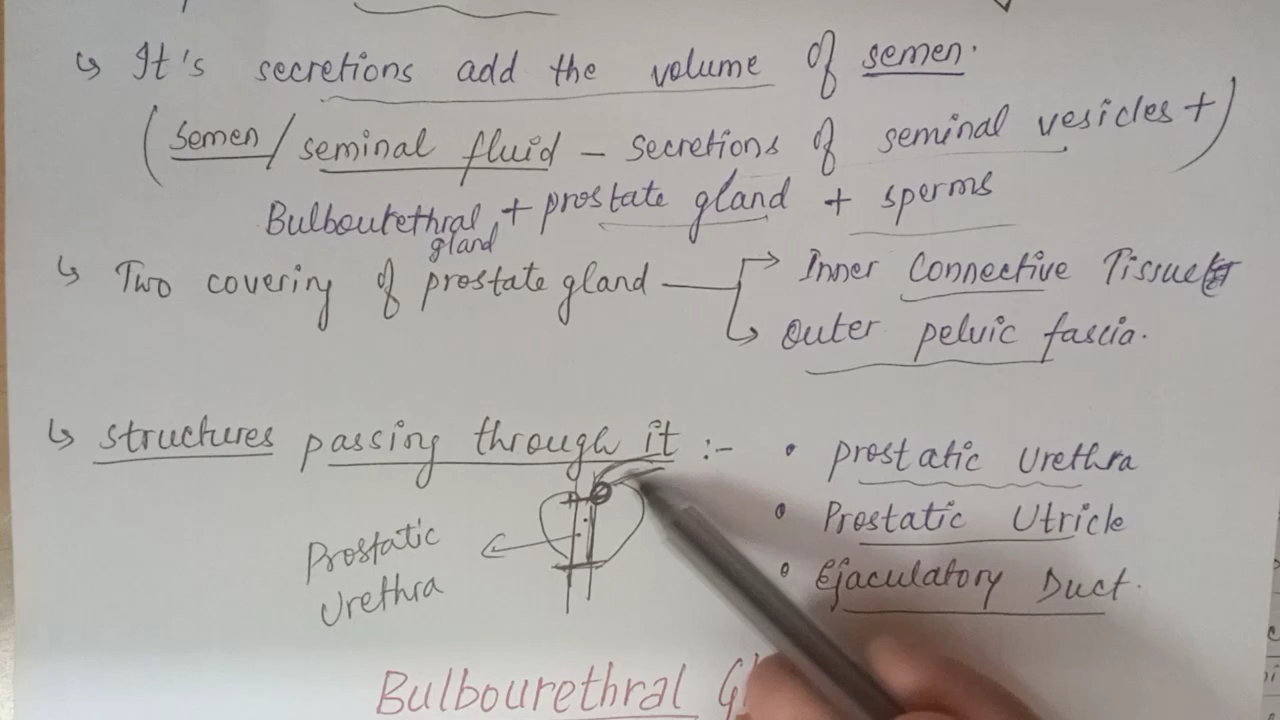 ↳ It's secretions add the volume of semen.
(semen/seminal fluid - secretions of seminal vesicles +)
Bulbourethral gland + prostate gland + sperms
↳ Two covering of prostate gland → Inner Connective Tissue
→ outer pelvic fascia.
↳ structures passing through it :- • prostatic Urethra
• Prostatic Utricle
• Ejaculatory Duct.
Prostatic
Urethra
Bulbourethral Gl